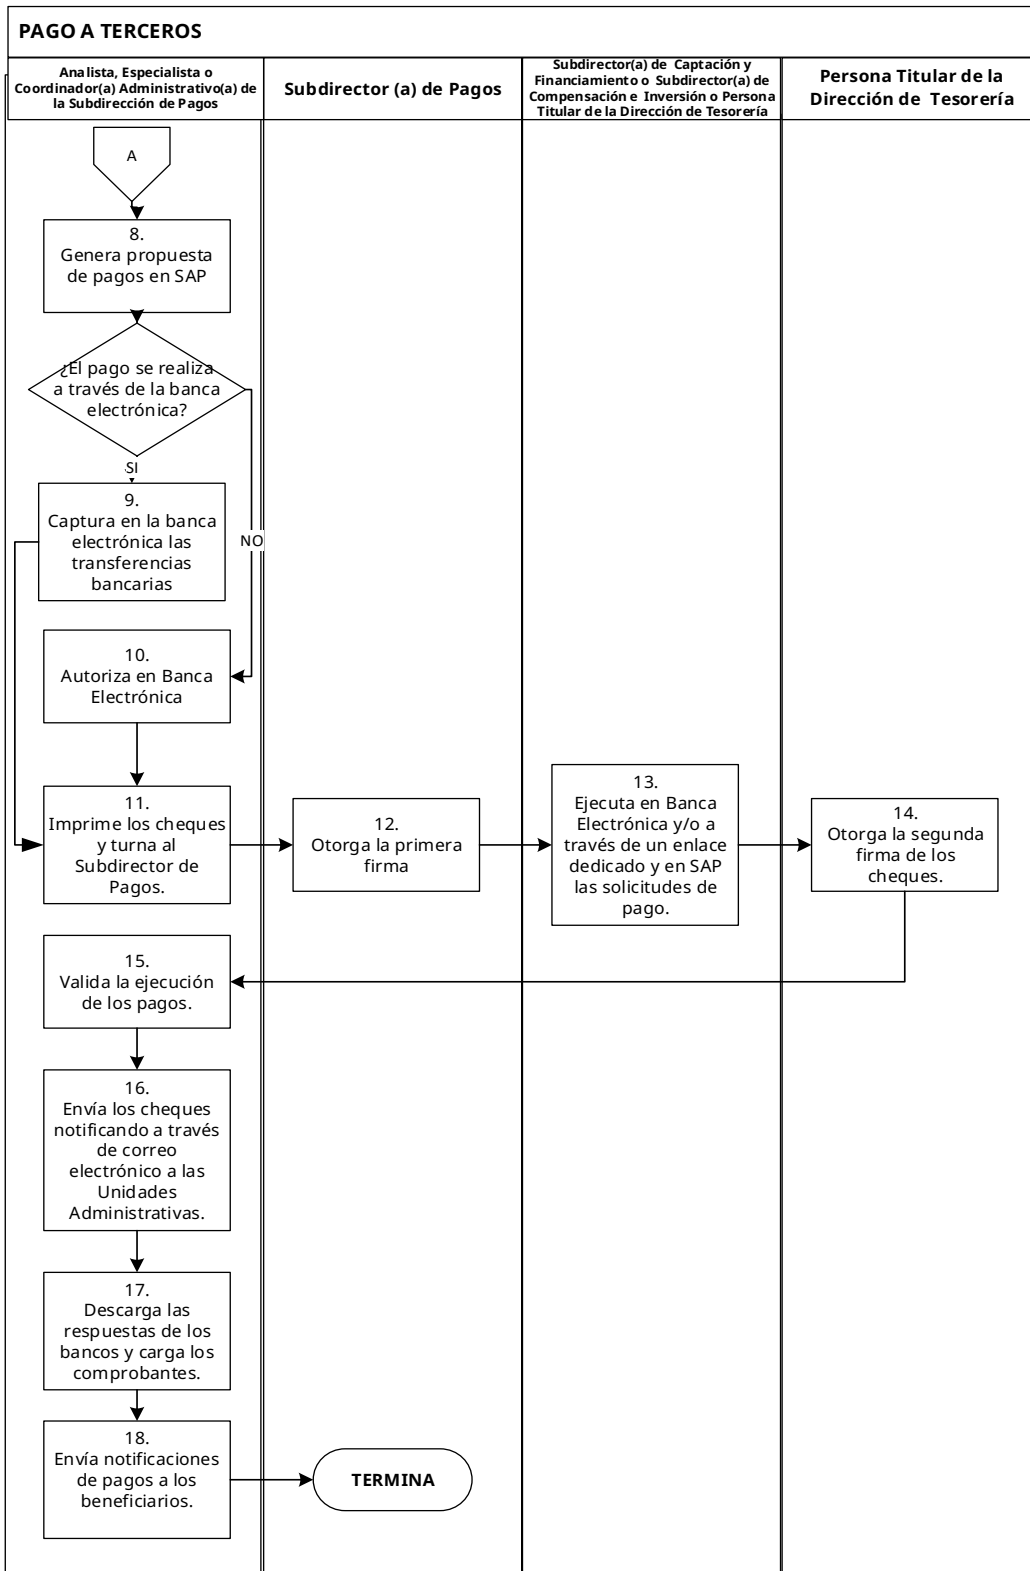 PAGO A TERCEROS
Analista, Especialista o
Coordinador(a) Administrativo(a) de
la Subdirección de Pagos
Subdirector (a) de Pagos
Subdirector(a) de Captación y
Financiamiento o Subdirector(a) de
Compensación e Inversión o Persona
Titular de la Dirección de Tesorería
Persona Titular de la
Dirección de Tesorería
A
8.
Genera propuesta
de pagos en SAP
¿El pago se realiza
a través de la banca
electrónica?
SI
9.
Captura en la banca
electrónica las
transferencias
bancarias
NO
10.
Autoriza en Banca
Electrónica
11.
Imprime los cheques
y turna al
Subdirector de
Pagos.
12.
Otorga la primera
firma
13.
Ejecuta en Banca
Electrónica y/o a
través de un enlace
dedicado y en SAP
las solicitudes de
pago.
14.
Otorga la segunda
firma de los
cheques.
15.
Valida la ejecución
de los pagos.
16.
Envía los cheques
notificando a través
de correo
electrónico a las
Unidades
Administrativas.
17.
Descarga las
respuestas de los
bancos y carga los
comprobantes.
18.
Envía notificaciones
de pagos a los
beneficiarios.
TERMINA